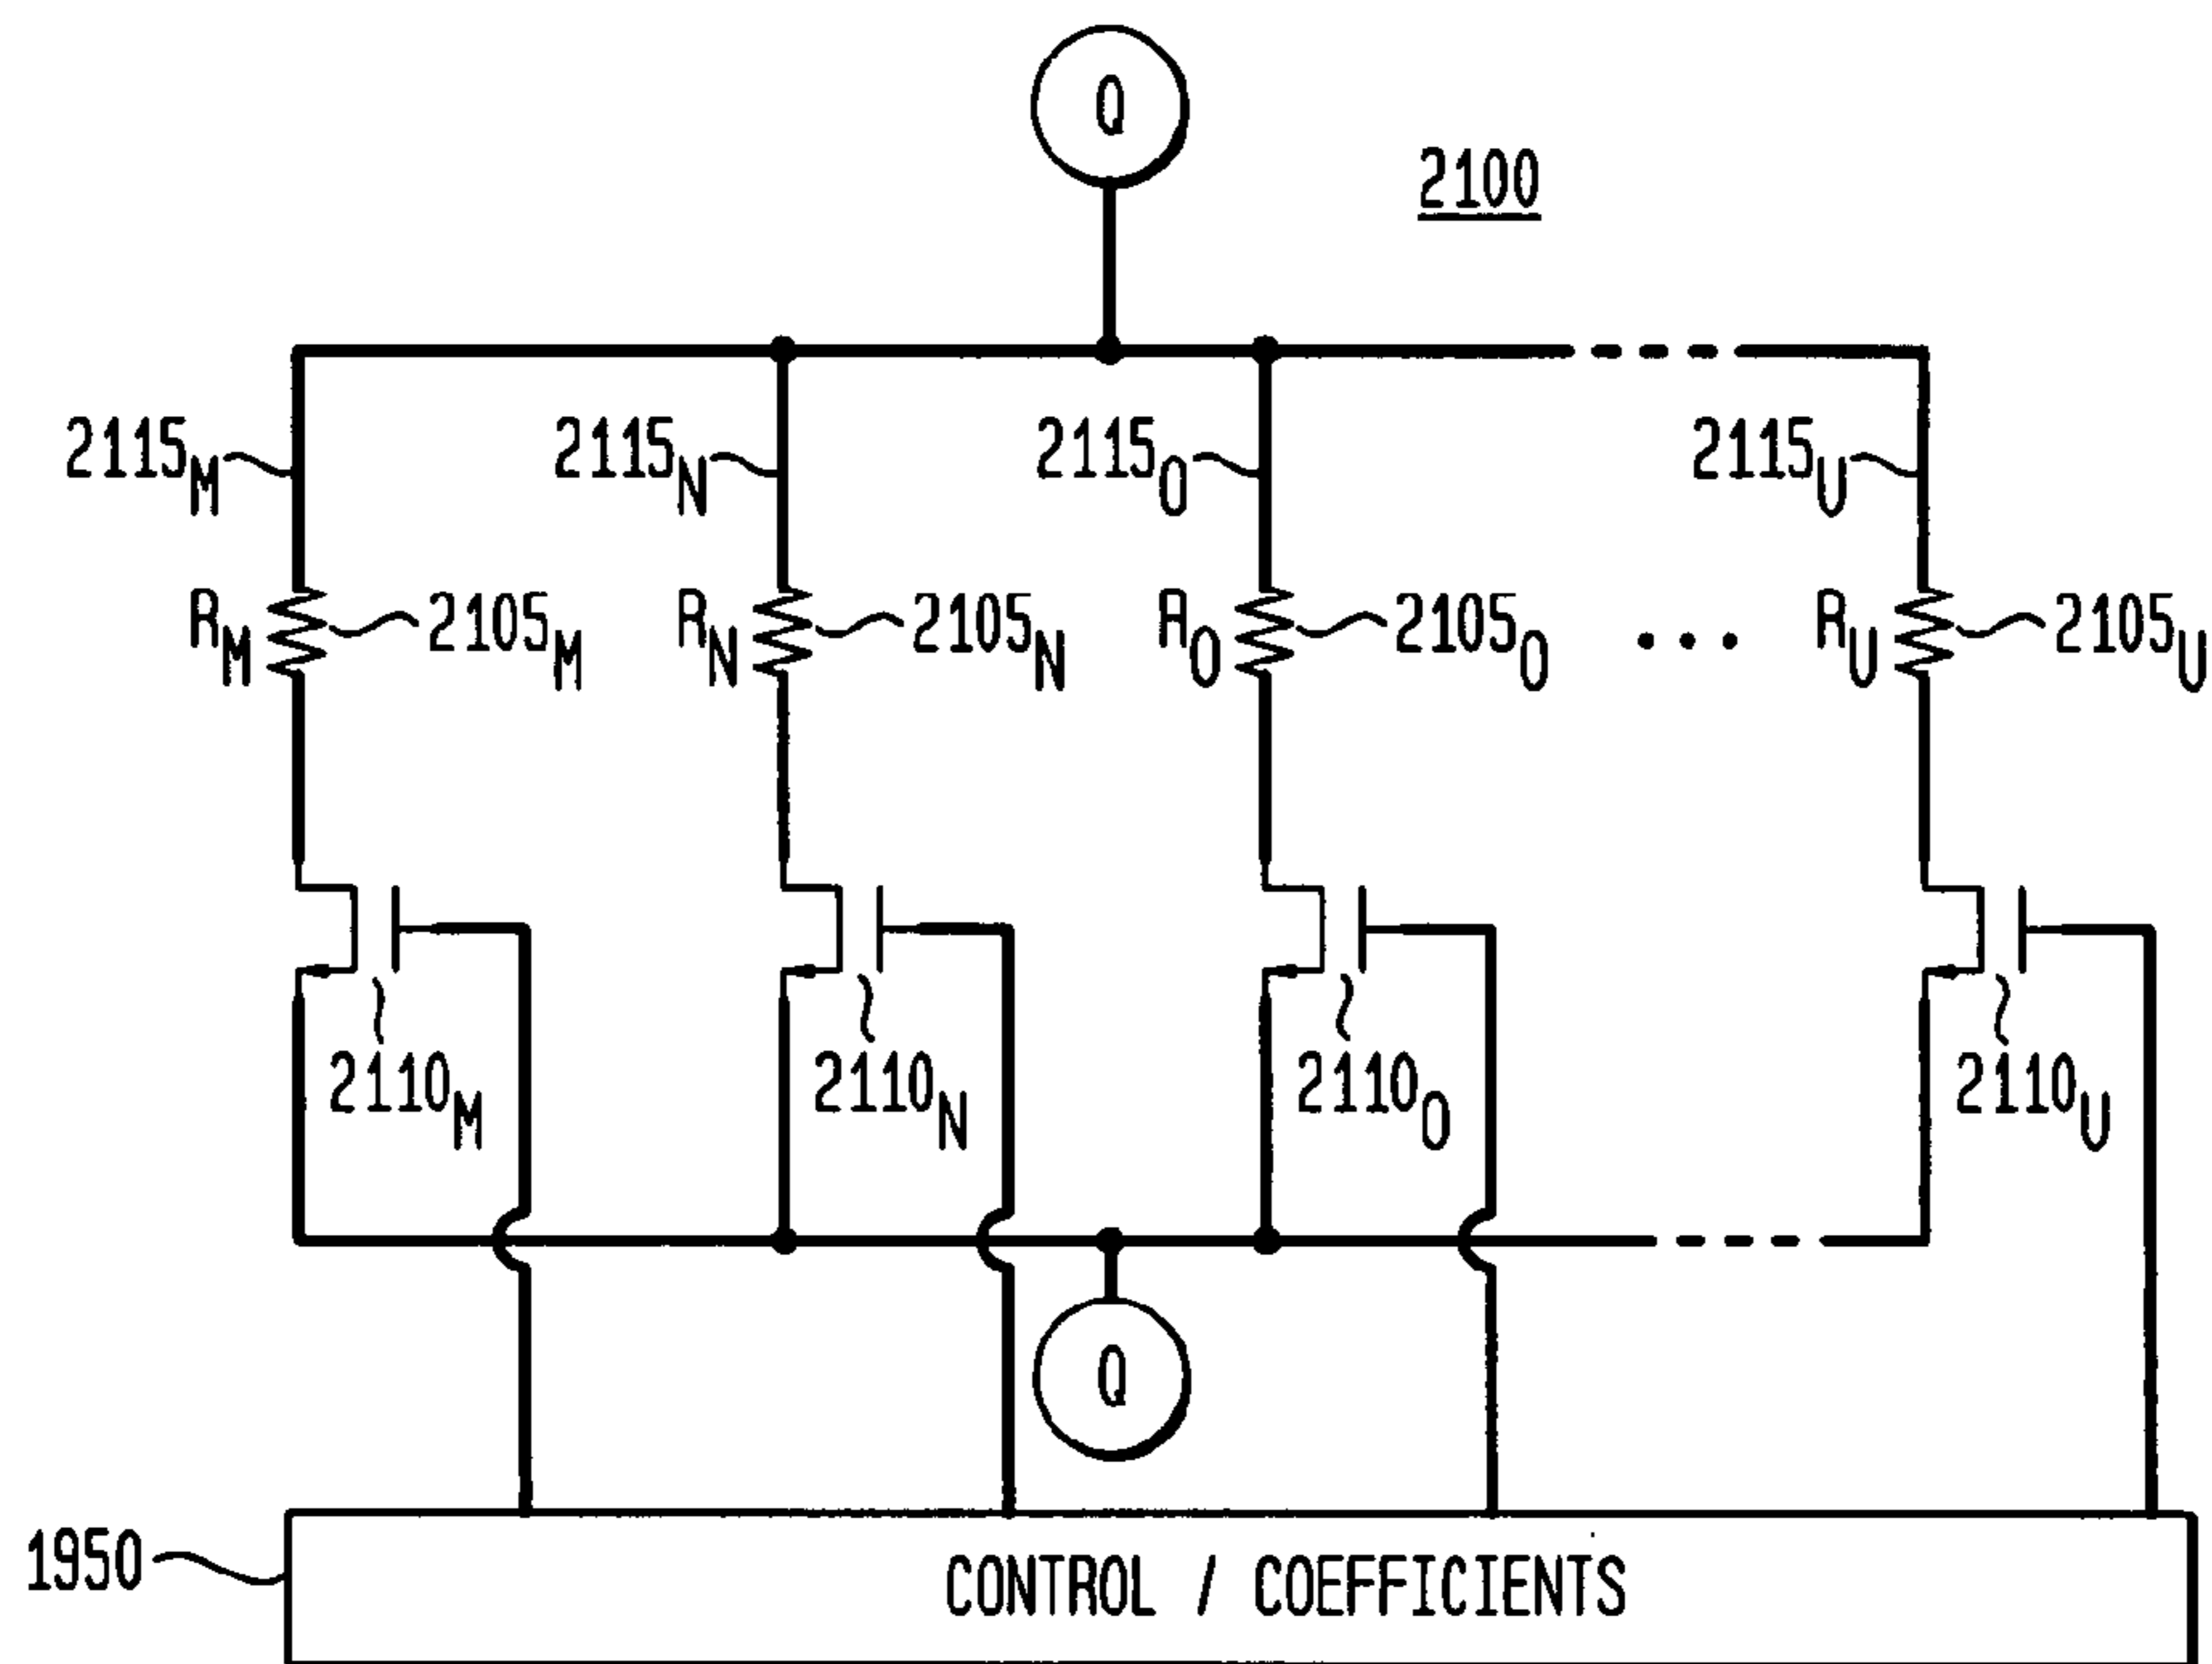 Q
2100
2115M 2115N 2115O 2115U
RM 2105M RN 2105N RO 2105O RU 2105U
2110M 2110N 2110O 2110U
Q
1950
CONTROL / COEFFICIENTS